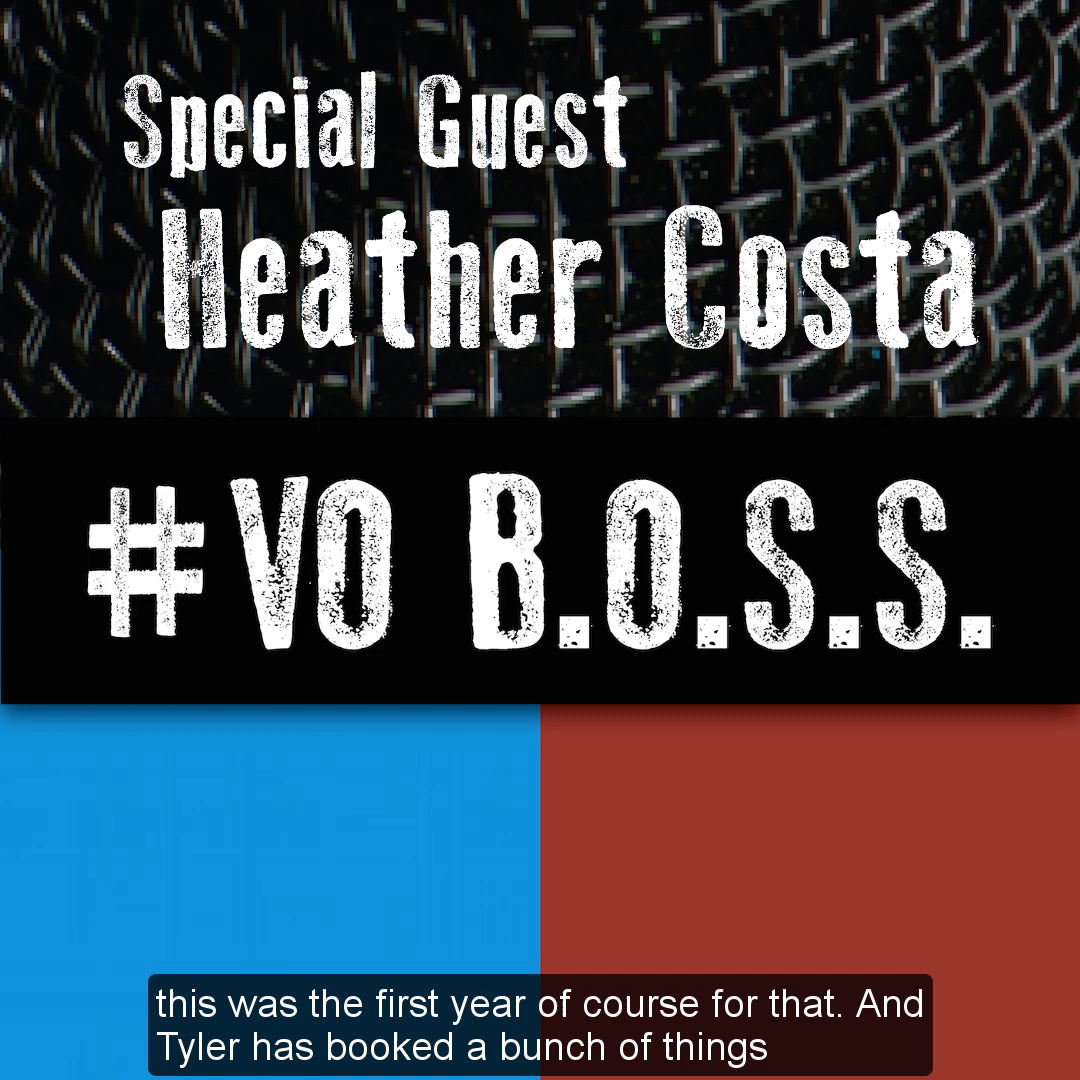 Special Guest
Heather Costa
#VO B.O.S.S.
this was the first year of course for that. And
Tyler has booked a bunch of things